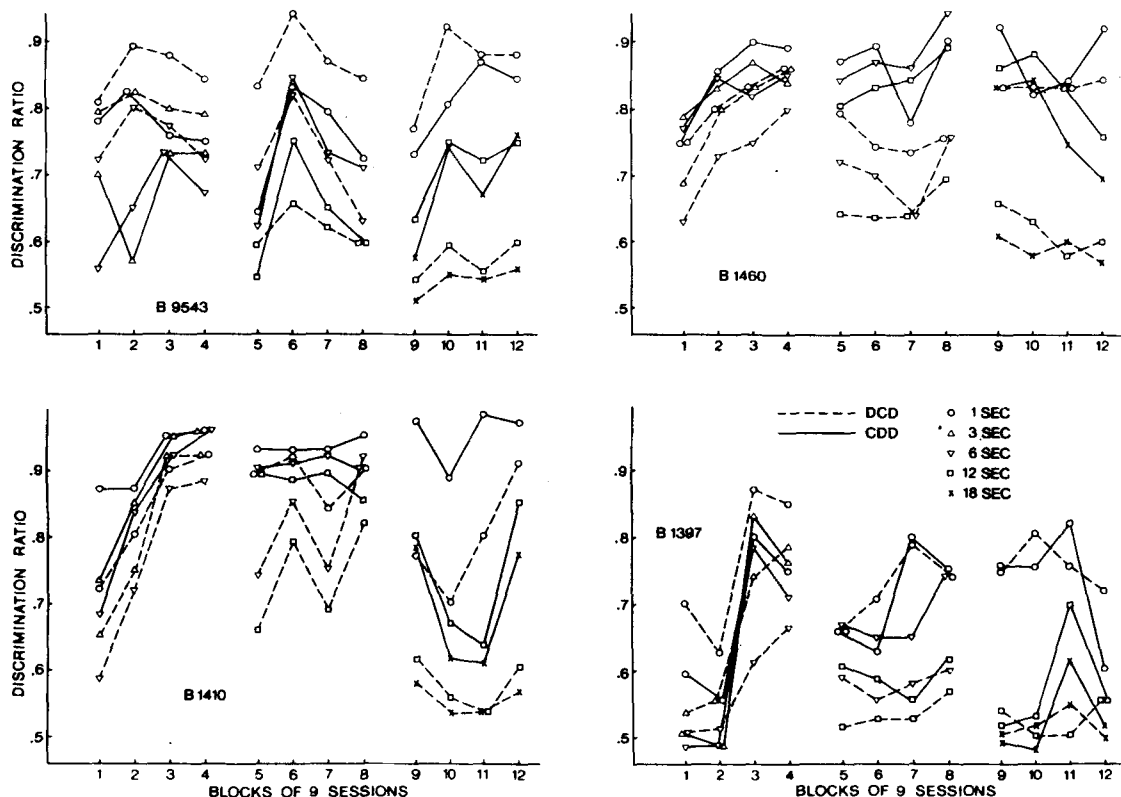 DISCRIMINATION RATIO
.9
.8
.7
.6
.5
B 9543
1 2 3 4 5 6 7 8 9 10 11 12
.9
.8
.7
.6
.5
B 1460
1 2 3 4 5 6 7 8 9 10 11 12
DISCRIMINATION RATIO
.9
.8
.7
.6
.5
B 1410
1 2 3 4 5 6 7 8 9 10 11 12
BLOCKS OF 9 SESSIONS
DCD
CDD
1 SEC
3 SEC
6 SEC
12 SEC
18 SEC
.9
.8
.7
.6
.5
B 1397
1 2 3 4 5 6 7 8 9 10 11 12
BLOCKS OF 9 SESSIONS